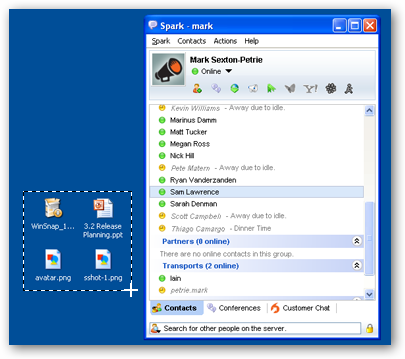 Spark - mark
Spark Contacts Actions Help
Mark Sexton-Petrie
Online
Kevin Williams - Away due to idle.
Marinus Damm
Matt Tucker
Megan Ross
Nick Hill
Pete Matern - Away due to idle.
Ryan Vanderzanden
Sam Lawrence
Sarah Denman
Scott Campbell - Away due to idle.
Thiago Camargo - Dinner Time
Partners (0 online)
There are no online contacts in this group.
Transports (2 online)
Iain
petrie.mark
Contacts Conferences Customer Chat
Search for other people on the server.
WinSnap_1... 3.2 Release
Planning.ppt
avatar.png sshot-1.png